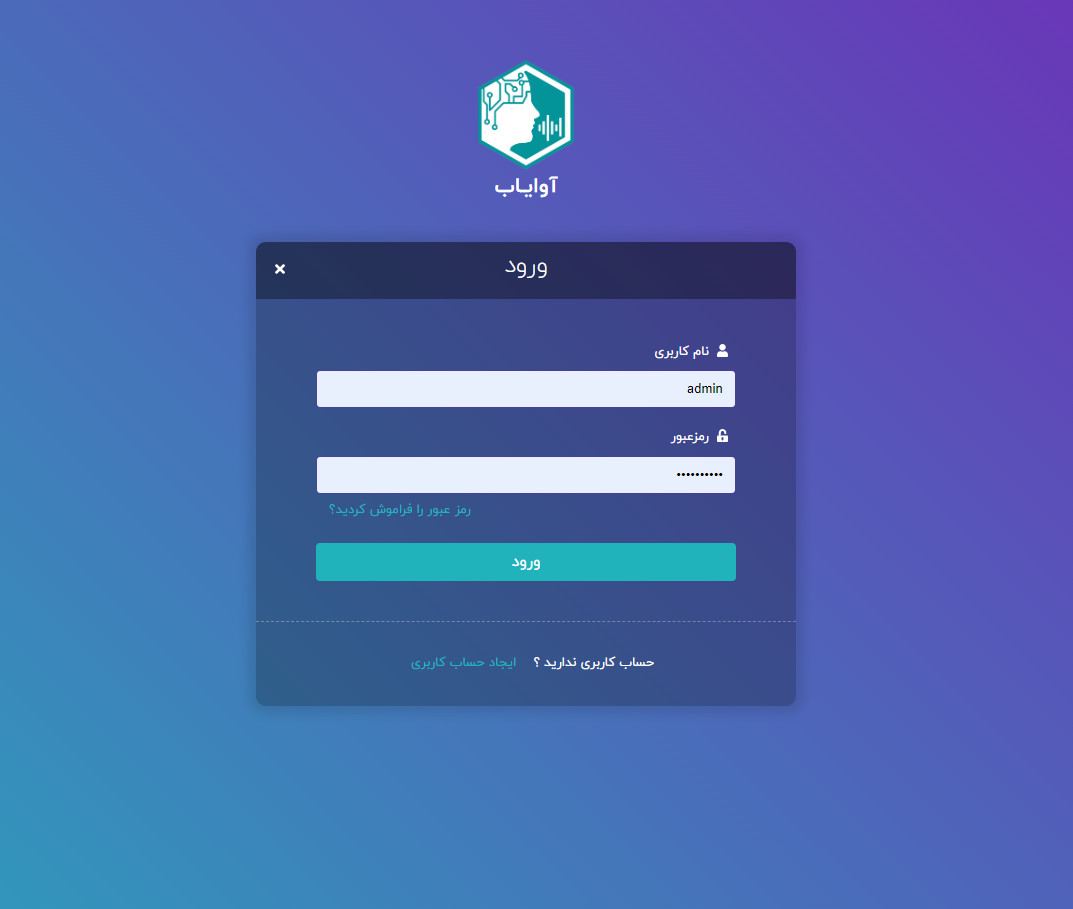 آوایاب
ورود
نام کاربری
admin
رمزعبور
••••••••••
رمز عبور را فراموش کردید؟
ورود
حساب کاربری ندارید ؟ ایجاد حساب کاربری